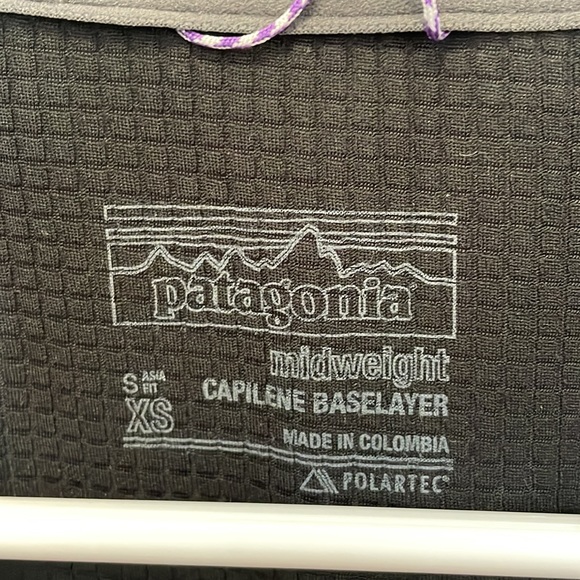 patagonia
midweight
CAPILENE BASELAYER
S ASIA FIT
XS
MADE IN COLOMBIA
POLARTEC®